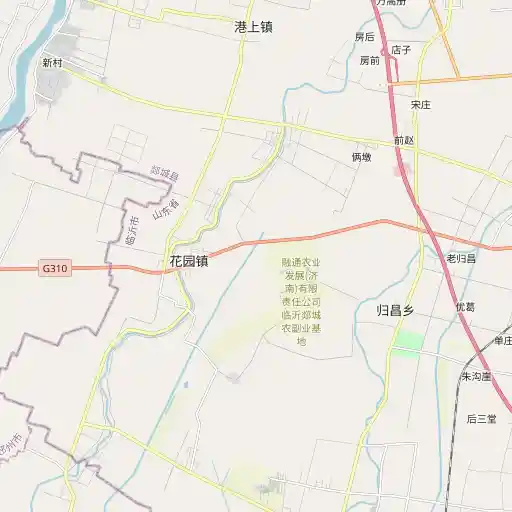 万高册
港上镇
房后
店子
新村
房前
宋庄
前赵
俩墩
郯城县
山东省
临沂市
花园镇
G310
融通农业
发展(济
南)有限
责任公司
临沂郯城
农副业基
地
老归昌
归昌乡
优葛
单庄
朱沟崖
后三堂
州市